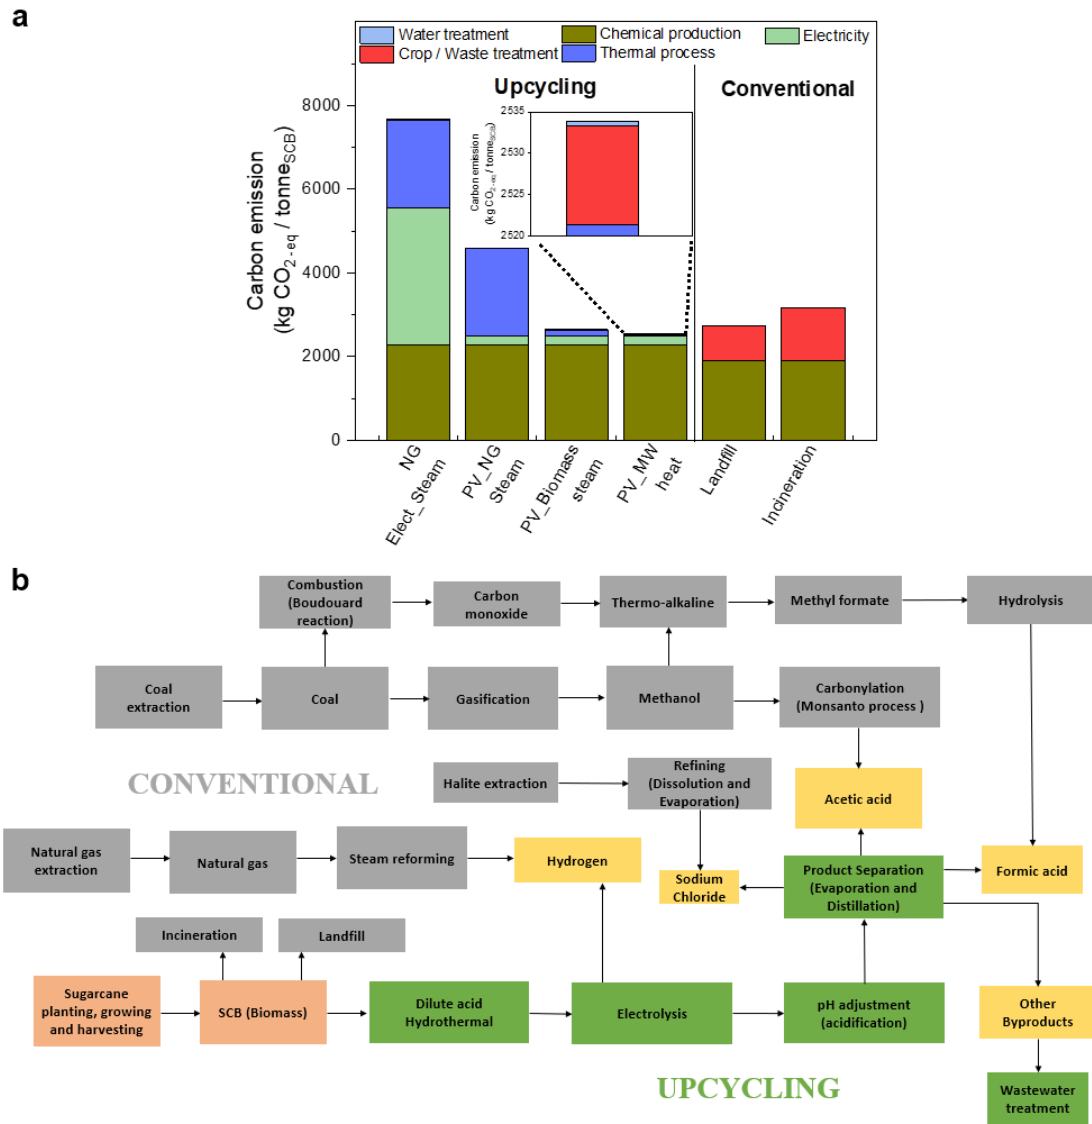 a
Water treatment
Chemical production
Electricity
Crop / Waste treatment
Thermal process
Upcycling
Conventional
Carbon emission
(kg CO2-eq / tonneSCB)
8000
6000
4000
2000
0
Carbon emission
(kg CO2-eq / tonneSCB)
2535
2530
2525
2520
NG
Elect_Steam
PV_NG
Steam
PV_Biomass
steam
PV_MW
heat
Landfill
Incineration
b
Combustion
(Boudouard
reaction)
Carbon
monoxide
Thermo-alkaline
Methyl formate
Hydrolysis
Coal
extraction
Coal
Gasification
Methanol
Carbonylation
(Monsanto process )
CONVENTIONAL
Halite extraction
Refining
(Dissolution and
Evaporation)
Acetic acid
Natural gas
extraction
Natural gas
Steam reforming
Hydrogen
Sodium
Chloride
Product Separation
(Evaporation and
Distillation)
Formic acid
Incineration
Landfill
Sugarcane
planting, growing
and harvesting
SCB (Biomass)
Dilute acid
Hydrothermal
Electrolysis
pH adjustment
(acidification)
Other
Byproducts
UPCYCLING
Wastewater
treatment